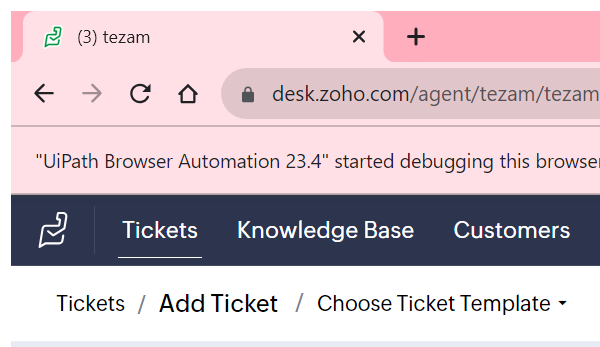 (3) tezam
desk.zoho.com/agent/tezam/tezam
"UiPath Browser Automation 23.4" started debugging this browser
Tickets Knowledge Base Customers
Tickets / Add Ticket / Choose Ticket Template